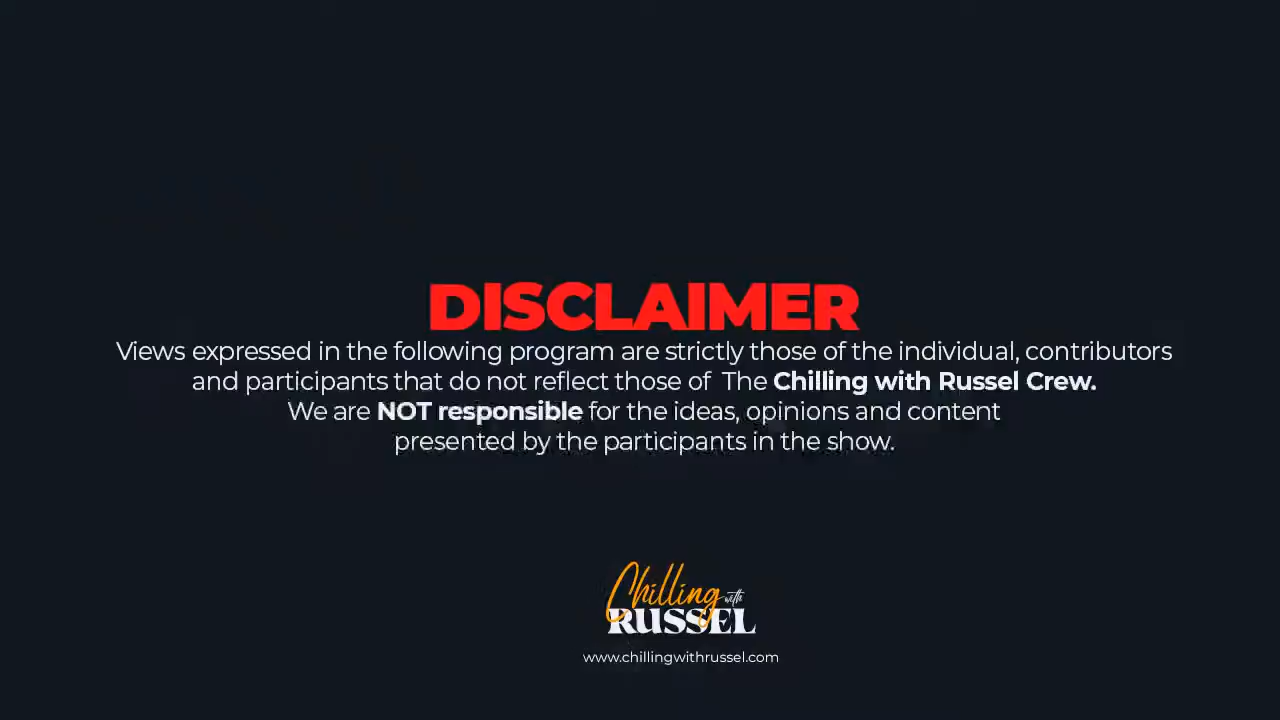 DISCLAIMER
Views expressed in the following program are strictly those of the individual, contributors
and participants that do not reflect those of The Chilling with Russel Crew.
We are NOT responsible for the ideas, opinions and content
presented by the participants in the show.
Chilling with
RUSSEL
www.chillingwithrussel.com